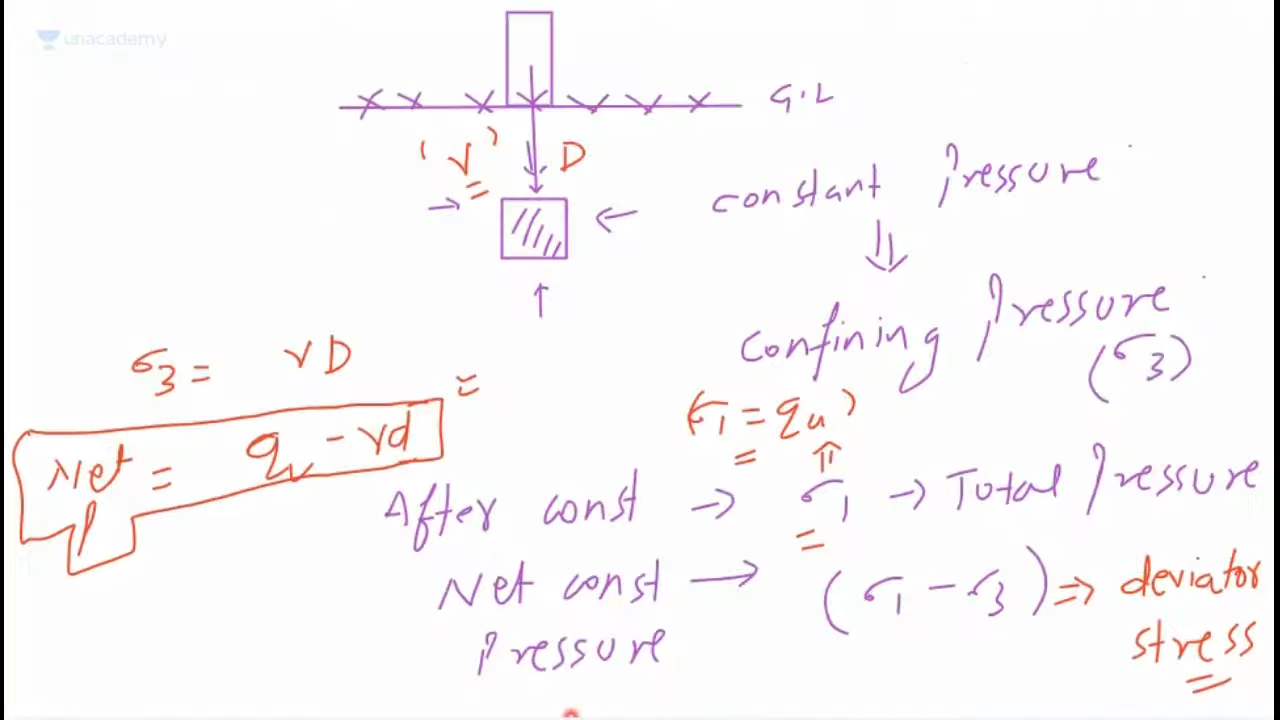 unacademy
G.L
'γ' D
constant pressure
⇓
Confining pressure
(σ3)
σ3 = γD =
(σ1 = qu)
Net p = qu - γd
After const → σ1 → Total pressure
Net const pressure → (σ1 - σ3) ⇒ deviator stress